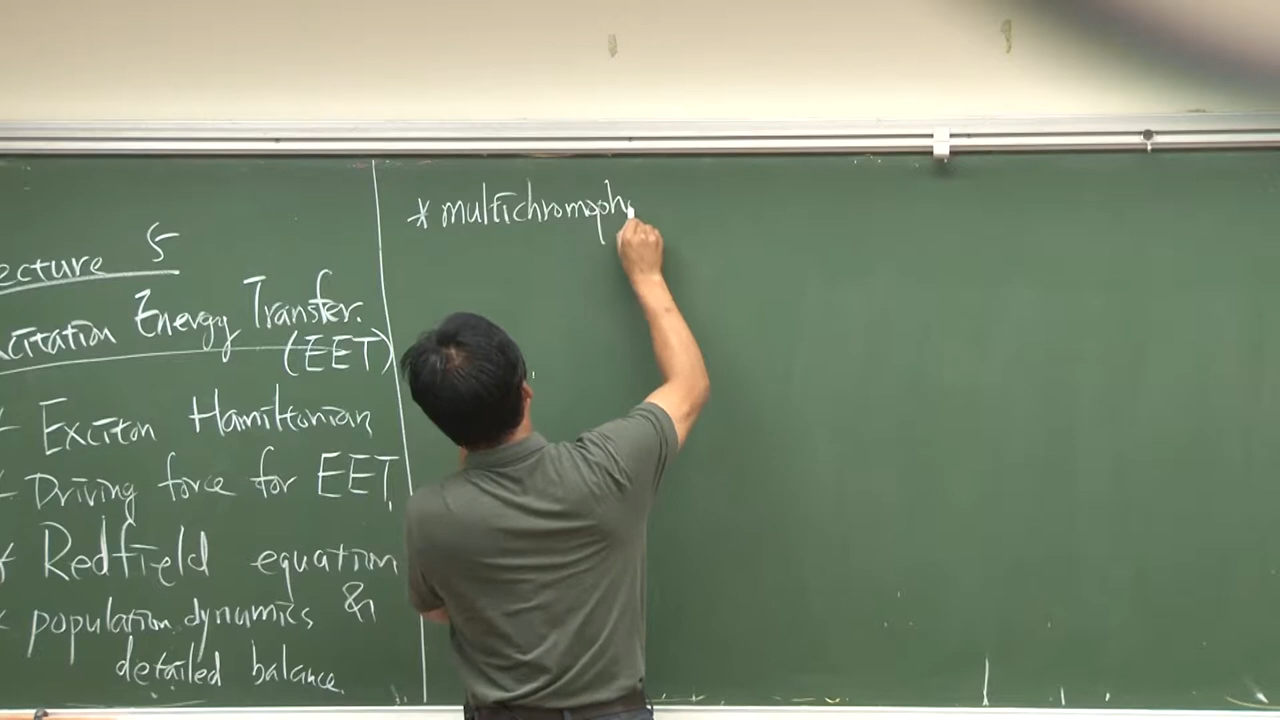 ecture 5
citation Energy Transfer.
(EET)
* Exciton Hamiltonian
* Driving force for EET.
* Redfield equation
* population dynamics &
detailed balance.
* multichromoph